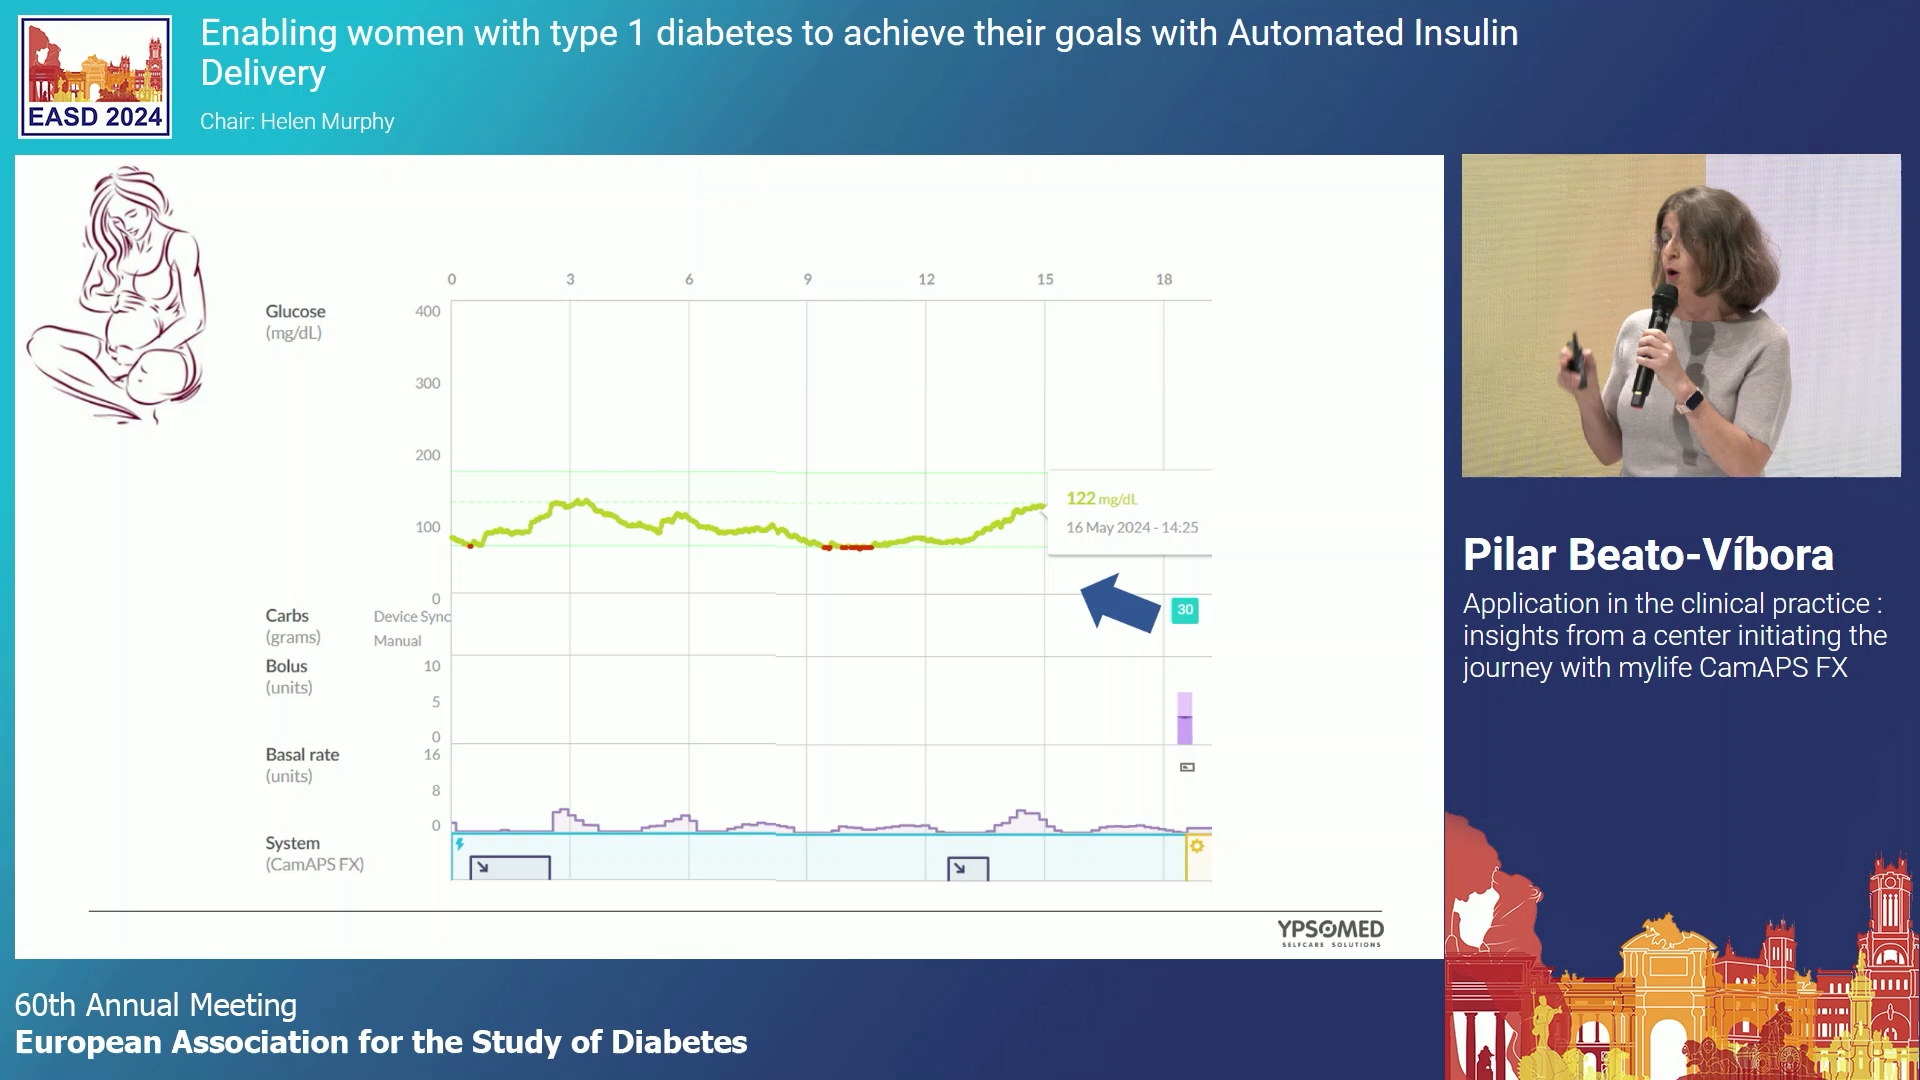 Enabling women with type 1 diabetes to achieve their goals with Automated Insulin
Delivery
Chair: Helen Murphy
EASD 2024
0 3 6 9 12 15 18
Glucose
(mg/dL)
400
300
200
100
0
122 mg/dL
16 May 2024 - 14:25
Carbs
(grams)
Device Sync
Manual
30
Bolus
(units)
10
5
0
Basal rate
(units)
16
8
0
System
(CamAPS FX)
YPSOMED
SELFCARE SOLUTIONS
Pilar Beato-Víbora
Application in the clinical practice :
insights from a center initiating the
journey with mylife CamAPS FX
60th Annual Meeting
European Association for the Study of Diabetes